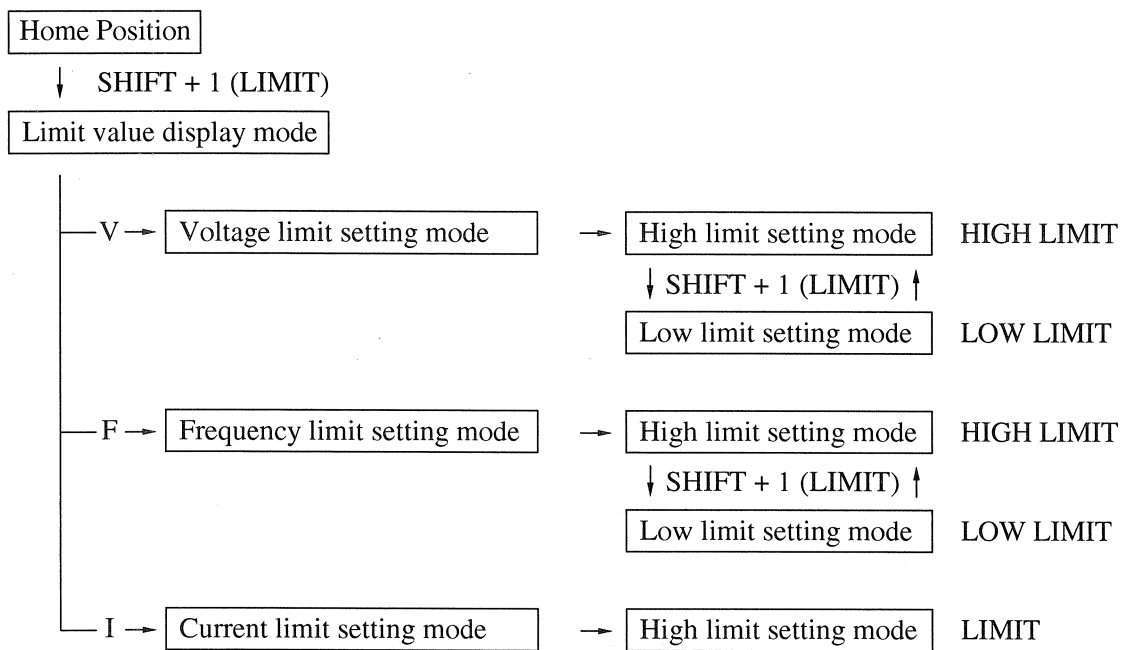 Home Position
SHIFT + 1 (LIMIT)
Limit value display mode
V Voltage limit setting mode High limit setting mode HIGH LIMIT
SHIFT + 1 (LIMIT)
Low limit setting mode LOW LIMIT
F Frequency limit setting mode High limit setting mode HIGH LIMIT
SHIFT + 1 (LIMIT)
Low limit setting mode LOW LIMIT
I Current limit setting mode High limit setting mode LIMIT